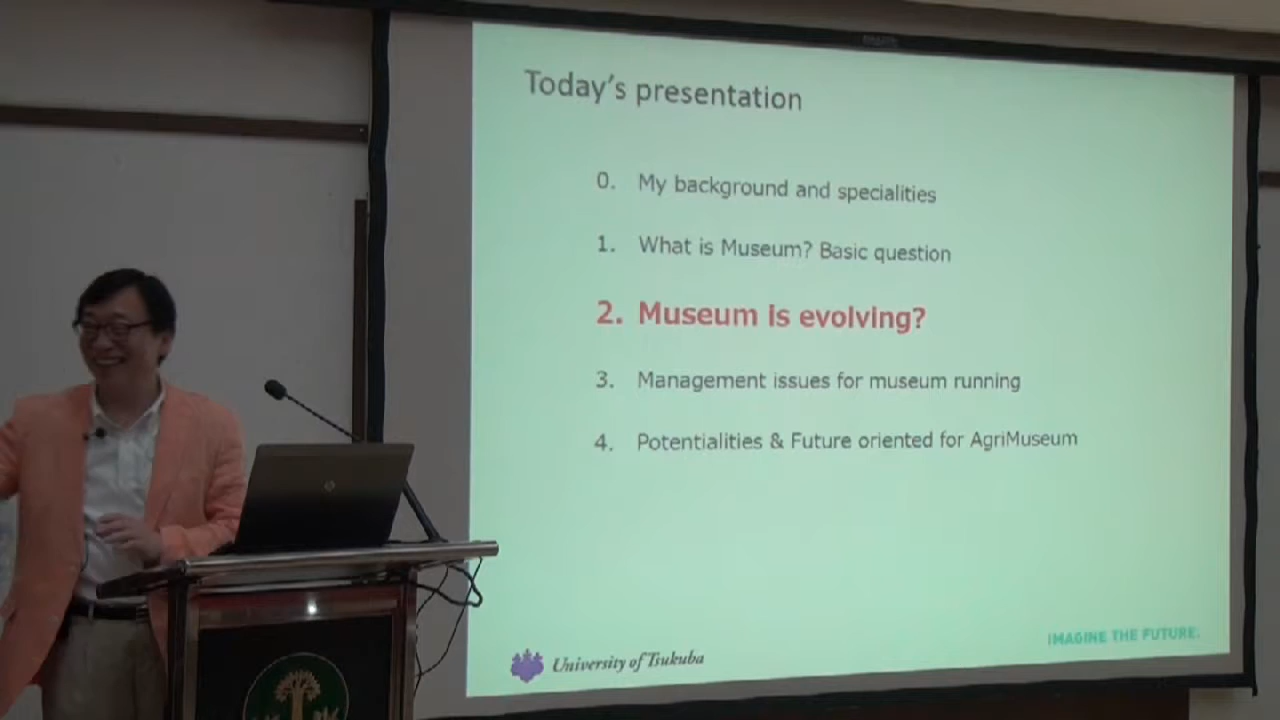 Today's presentation
0. My background and specialities
1. What is Museum? Basic question
2. Museum is evolving?
3. Management issues for museum running
4. Potentialities & Future oriented for AgriMuseum
University of Tsukuba
IMAGINE THE FUTURE.